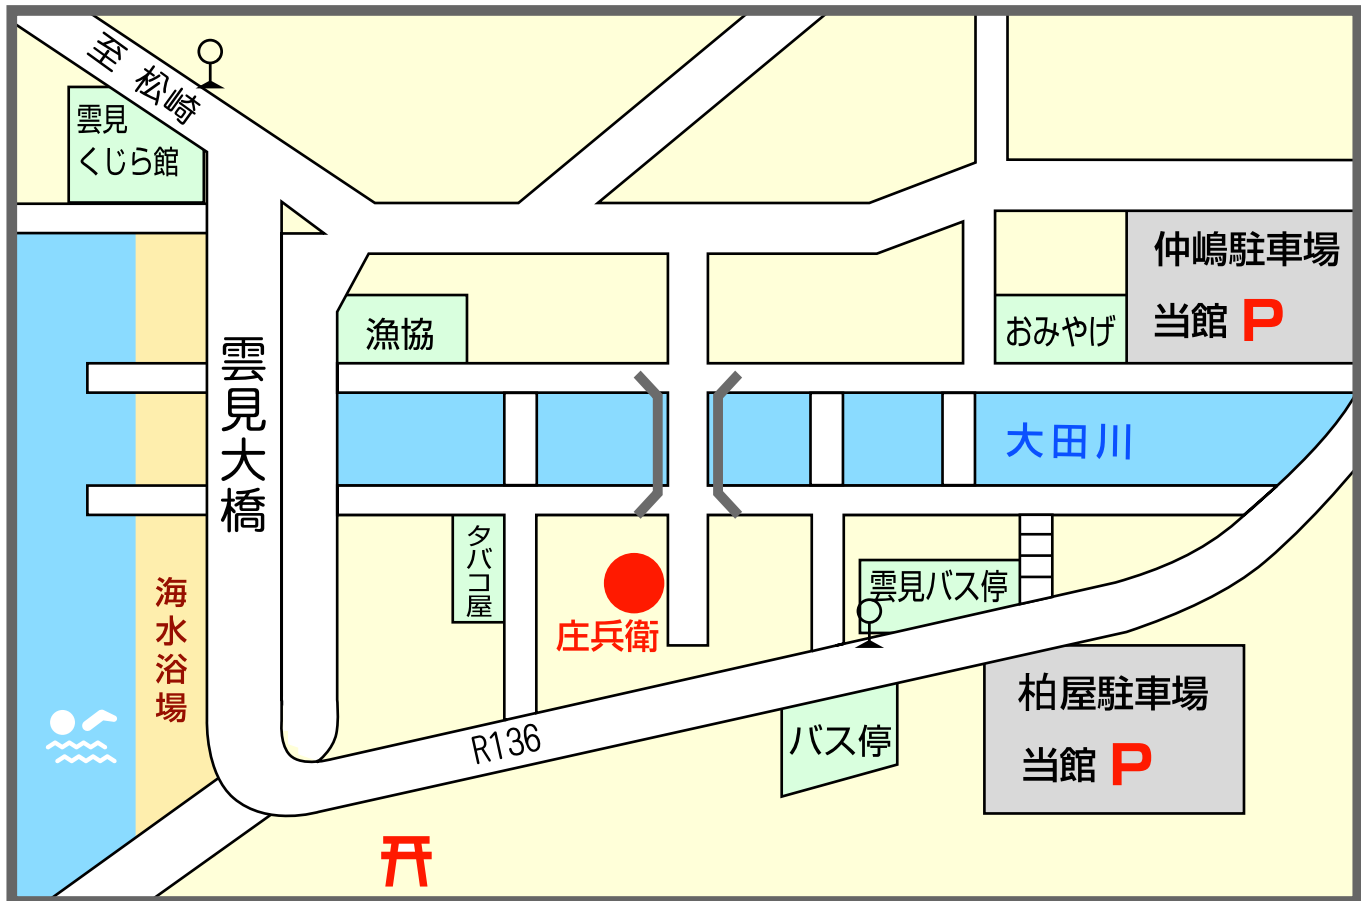 至 松崎
雲見
くじら館
仲嶋駐車場
当館 P
漁協
おみやげ
雲見大橋
大田川
タバコ屋
雲見バス停
海水浴場
庄兵衛
柏屋駐車場
当館 P
バス停
R136